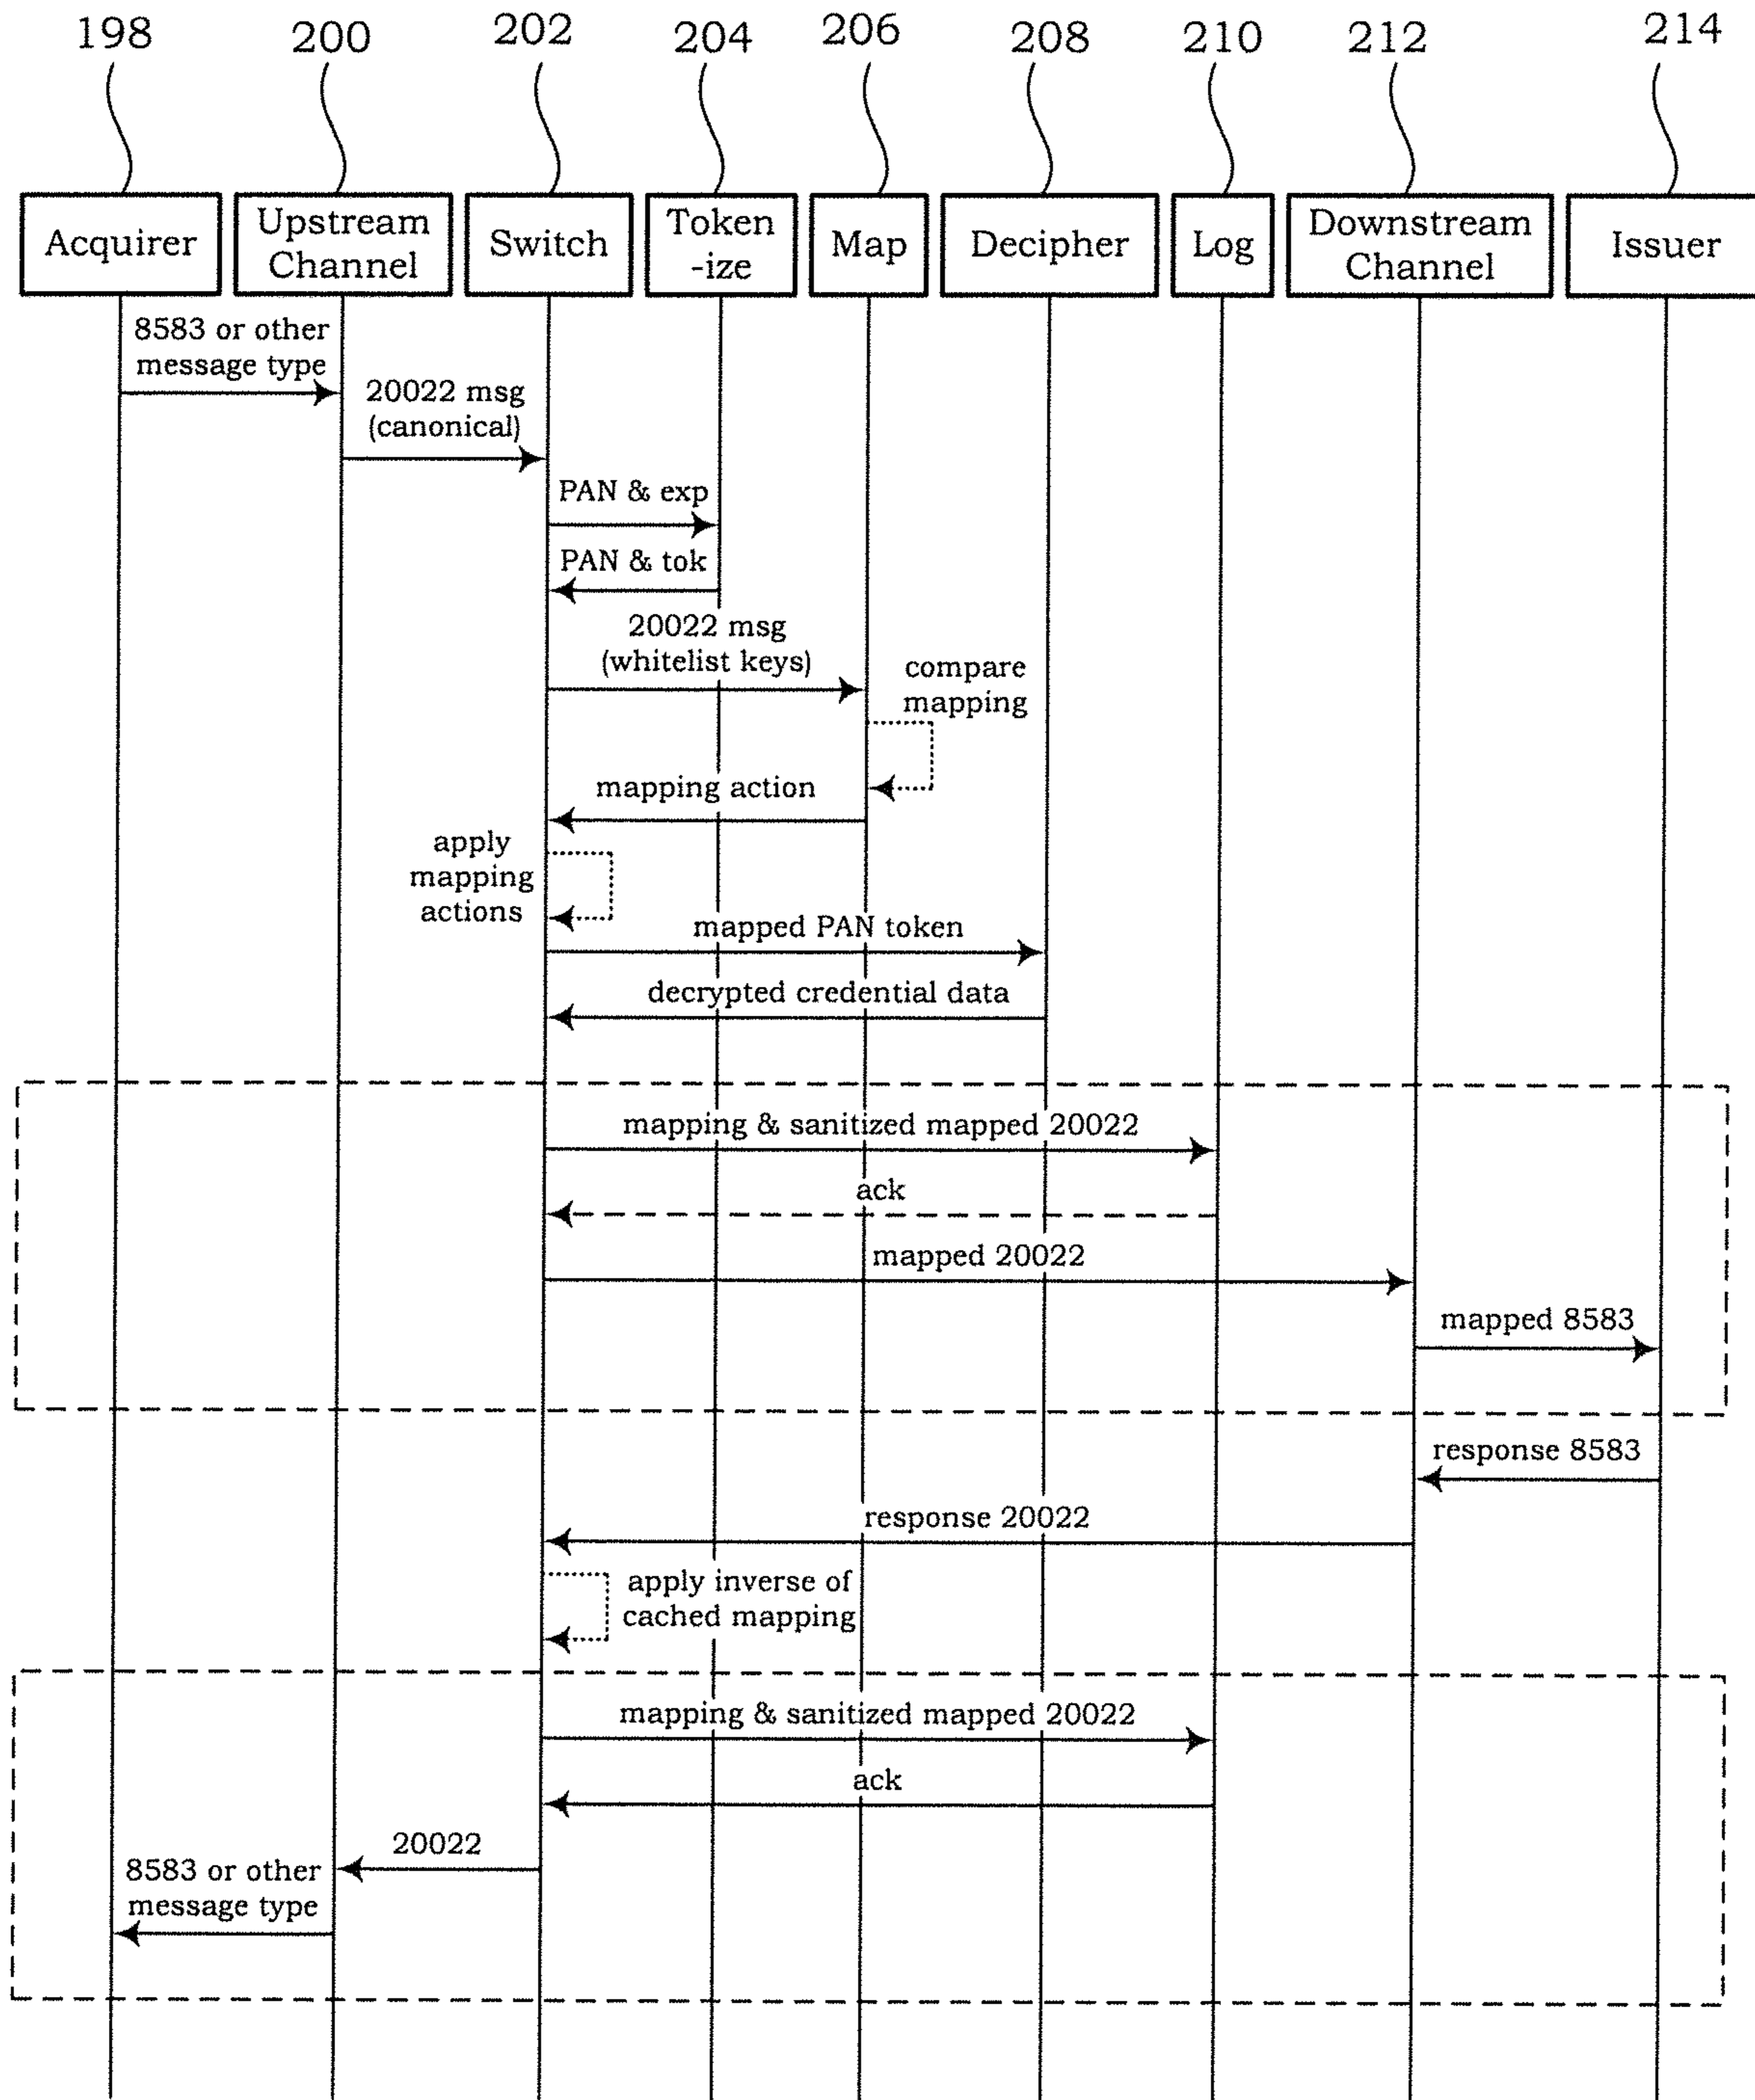 198
200
202
204
206
208
210
212
214
Acquirer
Upstream
Channel
Switch
Token
-ize
Map
Decipher
Log
Downstream
Channel
Issuer
8583 or other
message type
20022 msg
(canonical)
PAN & exp
PAN & tok
20022 msg
(whitelist keys)
compare
mapping
mapping action
apply
mapping
actions
mapped PAN token
decrypted credential data
mapping & sanitized mapped 20022
ack
mapped 20022
mapped 8583
response 8583
response 20022
apply inverse of
cached mapping
mapping & sanitized mapped 20022
ack
20022
8583 or other
message type